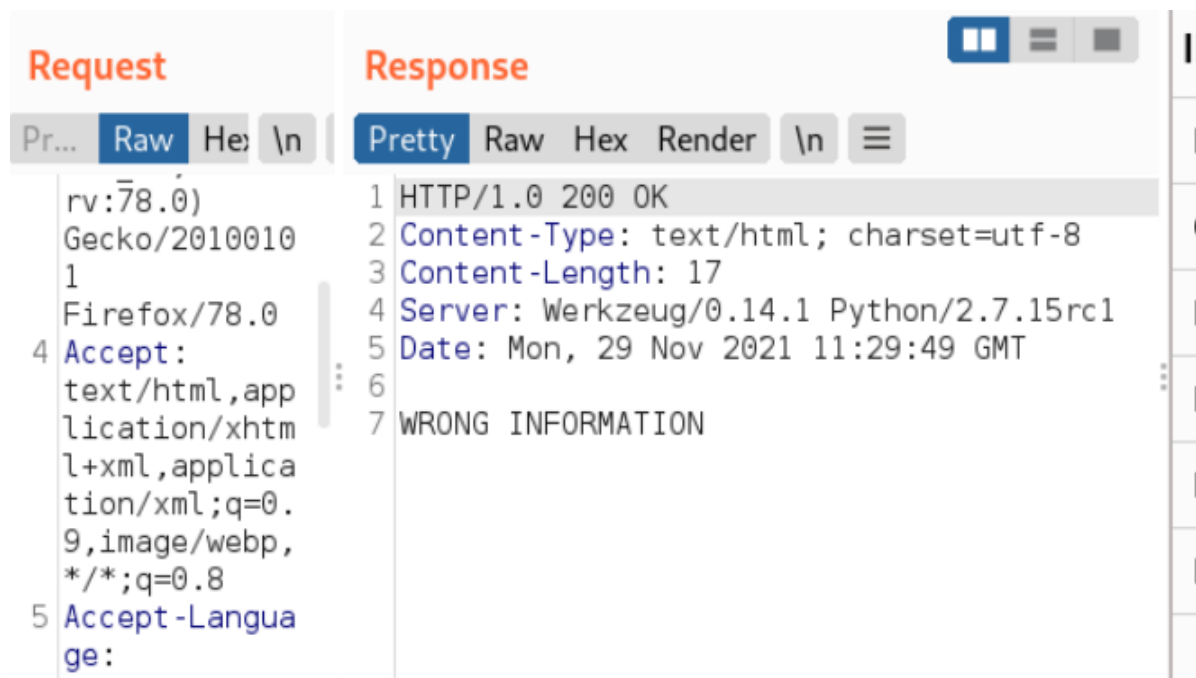 Request
Pr... Raw Hex \n
rv:78.0)
Gecko/2010010
1
Firefox/78.0
4 Accept:
text/html,app
lication/xhtm
l+xml,applica
tion/xml;q=0.
9,image/webp,
*/*;q=0.8
5 Accept-Langua
ge:
Response
Pretty Raw Hex Render \n
1 HTTP/1.0 200 OK
2 Content-Type: text/html; charset=utf-8
3 Content-Length: 17
4 Server: Werkzeug/0.14.1 Python/2.7.15rc1
5 Date: Mon, 29 Nov 2021 11:29:49 GMT
6
7 WRONG INFORMATION